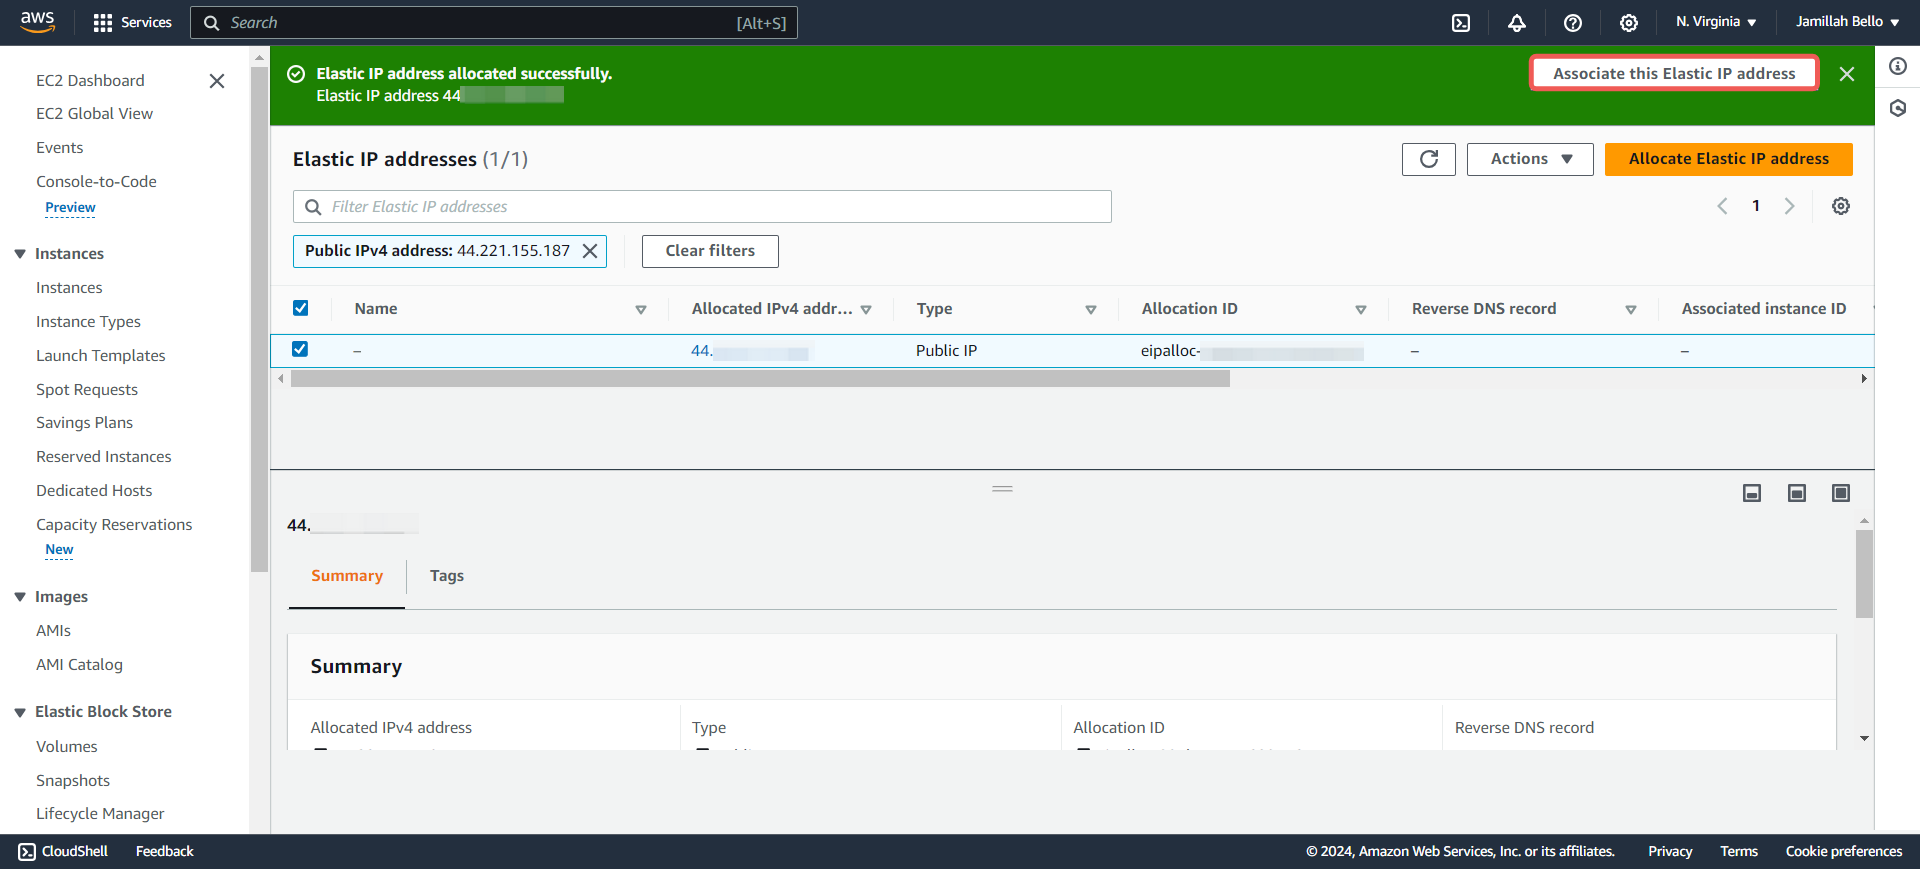 aws
Services
Search
[Alt+S]
N. Virginia
Jamillah Bello
EC2 Dashboard
EC2 Global View
Events
Console-to-Code
Preview
Instances
Instances
Instance Types
Launch Templates
Spot Requests
Savings Plans
Reserved Instances
Dedicated Hosts
Capacity Reservations
New
Images
AMIs
AMI Catalog
Elastic Block Store
Volumes
Snapshots
Lifecycle Manager
Elastic IP address allocated successfully.
Elastic IP address 44
Associate this Elastic IP address
Elastic IP addresses (1/1)
Actions
Allocate Elastic IP address
Filter Elastic IP addresses
1
Public IPv4 address: 44.221.155.187
Clear filters
Name
Allocated IPv4 addr...
Type
Allocation ID
Reverse DNS record
Associated instance ID
–
44.
Public IP
eipalloc-
–
–
44.
Summary
Tags
Summary
Allocated IPv4 address
Type
Allocation ID
Reverse DNS record
CloudShell
Feedback
© 2024, Amazon Web Services, Inc. or its affiliates.
Privacy
Terms
Cookie preferences